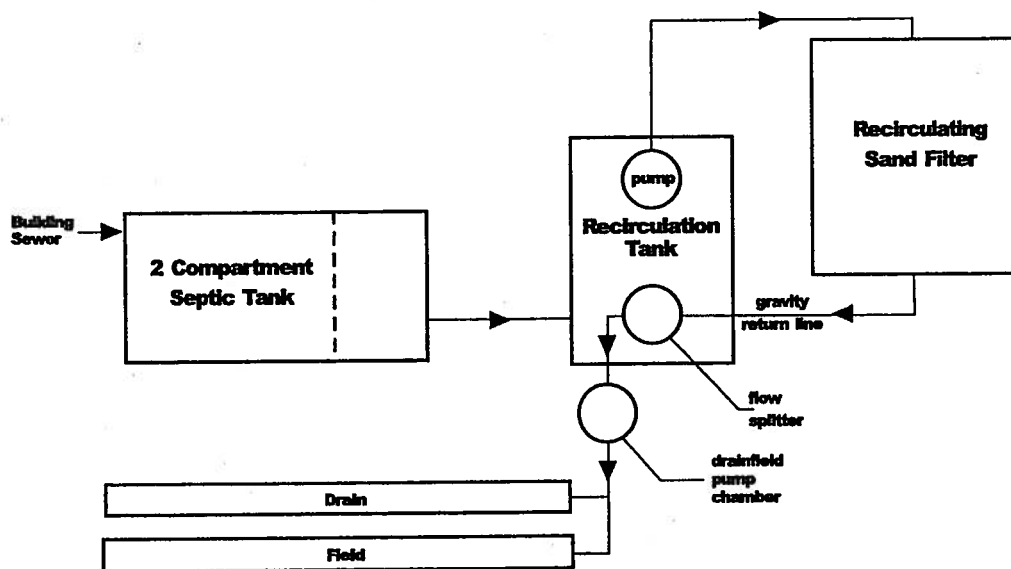 Building
Sewor
2 Compartment
Septic Tank
pump
Recirculation
Tank
Recirculating
Sand Filter
gravity
return line
flow
splitter
drainfield
pump
chamber
Drain
Field